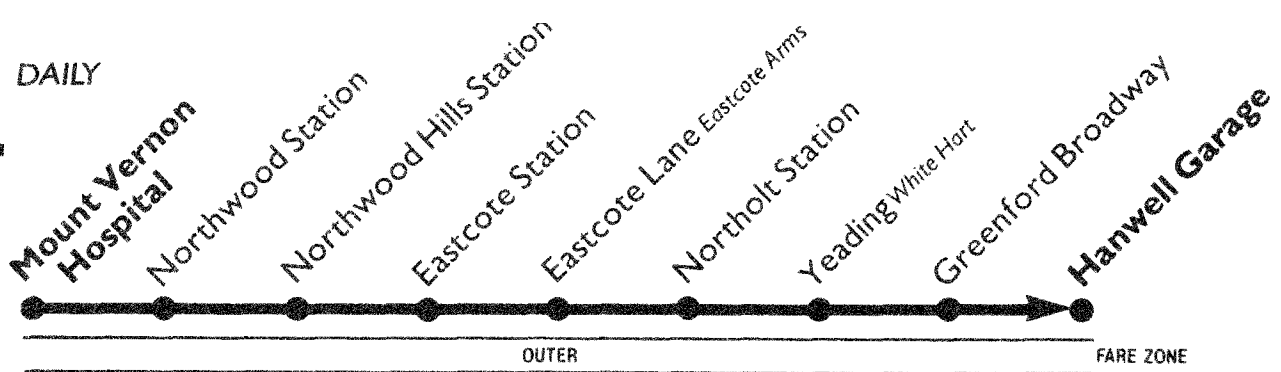 DAILY
Mount Vernon
Hospital
Northwood Station
Northwood Hills Station
Eastcote Station
Eastcote Lane Eastcote Arms
Northolt Station
Yeading White Hart
Greenford Broadway
Hanwell Garage
OUTER
FARE ZONE